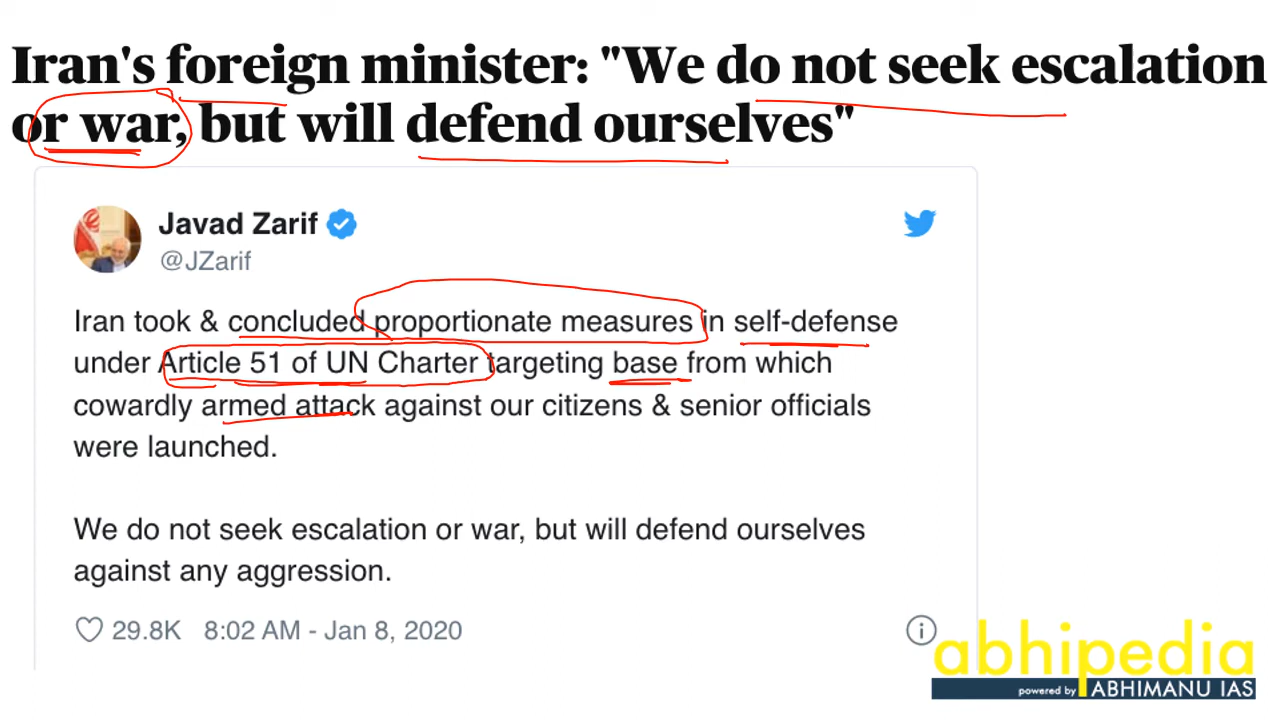 Iran's foreign minister: "We do not seek escalation
or war, but will defend ourselves"
Javad Zarif
@JZarif
Iran took & concluded proportionate measures in self-defense
under Article 51 of UN Charter targeting base from which
cowardly armed attack against our citizens & senior officials
were launched.
We do not seek escalation or war, but will defend ourselves
against any aggression.
29.8K 8:02 AM - Jan 8, 2020
abhipedia
powered by ABHIMANU IAS